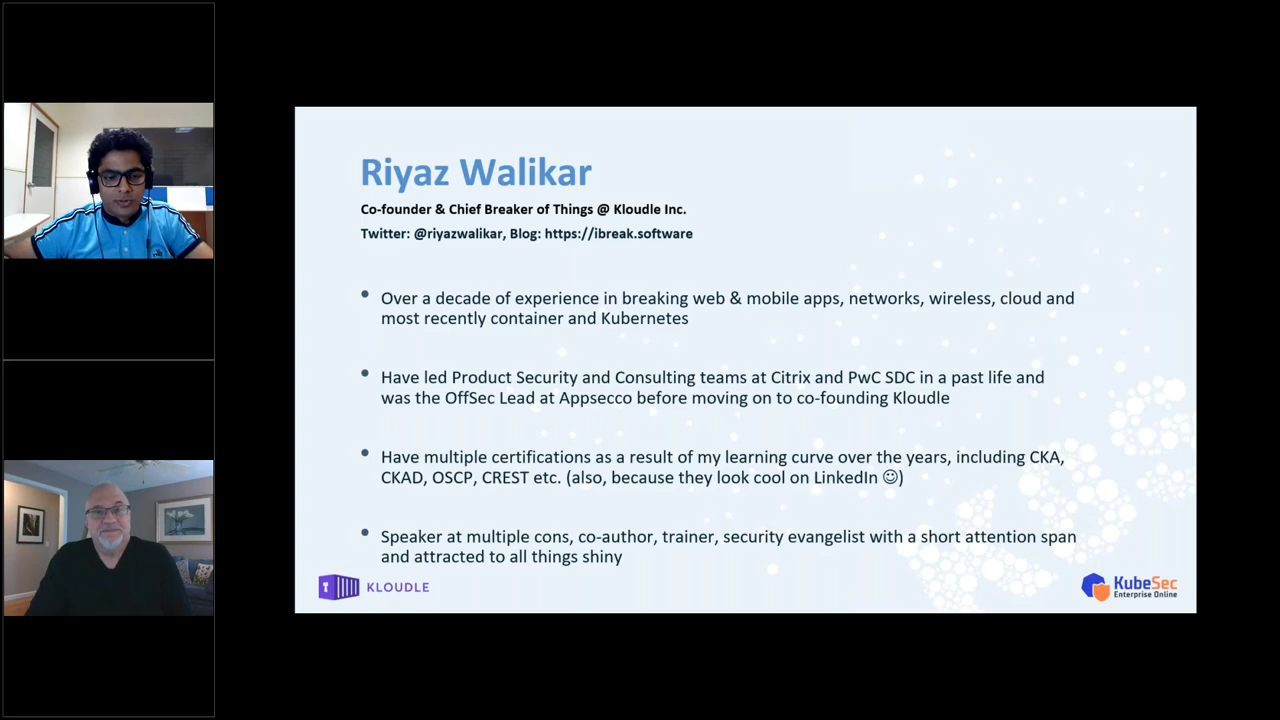 Riyaz Walikar
Co-founder & Chief Breaker of Things @ Kloudle Inc.
Twitter: @riyazwalikar, Blog: https://ibreak.software
• Over a decade of experience in breaking web & mobile apps, networks, wireless, cloud and
most recently container and Kubernetes
• Have led Product Security and Consulting teams at Citrix and PwC SDC in a past life and
was the OffSec Lead at Appsecco before moving on to co-founding Kloudle
• Have multiple certifications as a result of my learning curve over the years, including CKA,
CKAD, OSCP, CREST etc. (also, because they look cool on LinkedIn ☺)
• Speaker at multiple cons, co-author, trainer, security evangelist with a short attention span
and attracted to all things shiny
KLOUDLE
KubeSec
Enterprise Online